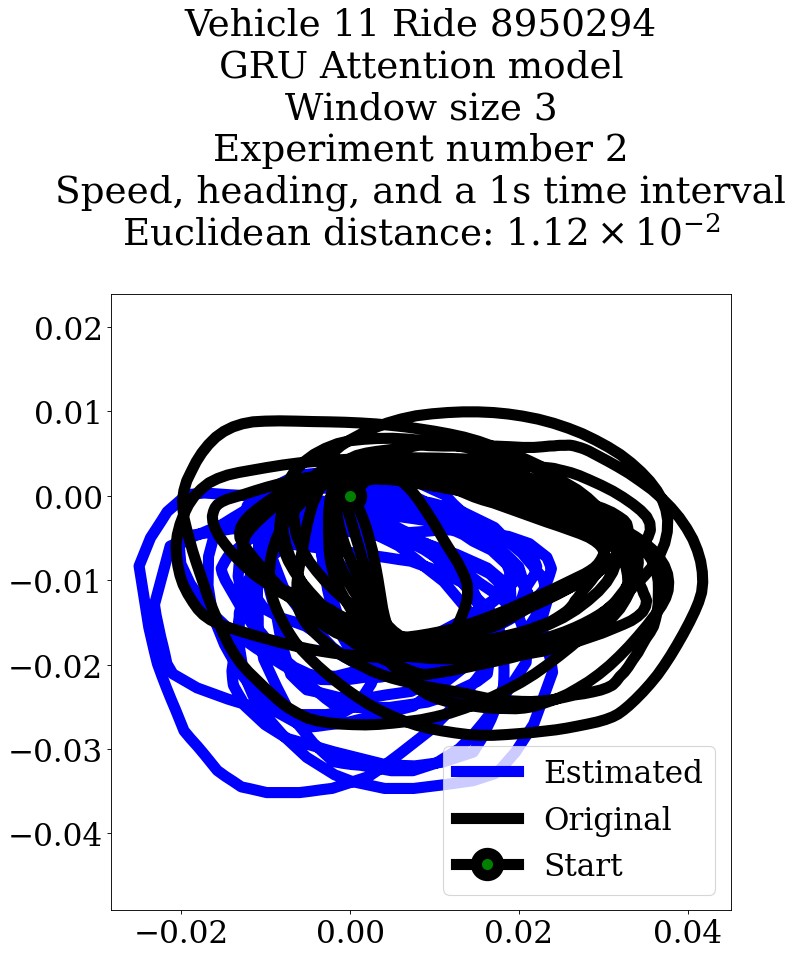 Vehicle 11 Ride 8950294
GRU Attention model
Window size 3
Experiment number 2
Speed, heading, and a 1s time interval
Euclidean distance: 1.12 × 10⁻²
0.02
0.01
0.00
−0.01
−0.02
−0.03
−0.04
Estimated
Original
Start
−0.02 0.00 0.02 0.04